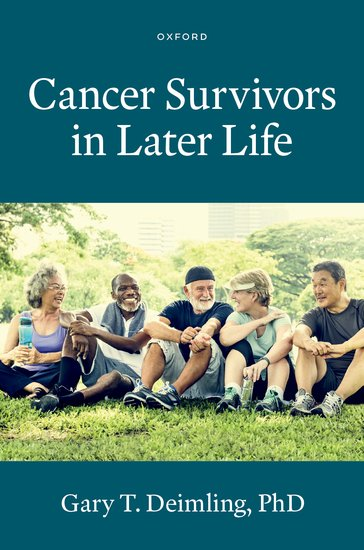 OXFORD
Cancer Survivors
in Later Life
Gary T. Deimling, PhD